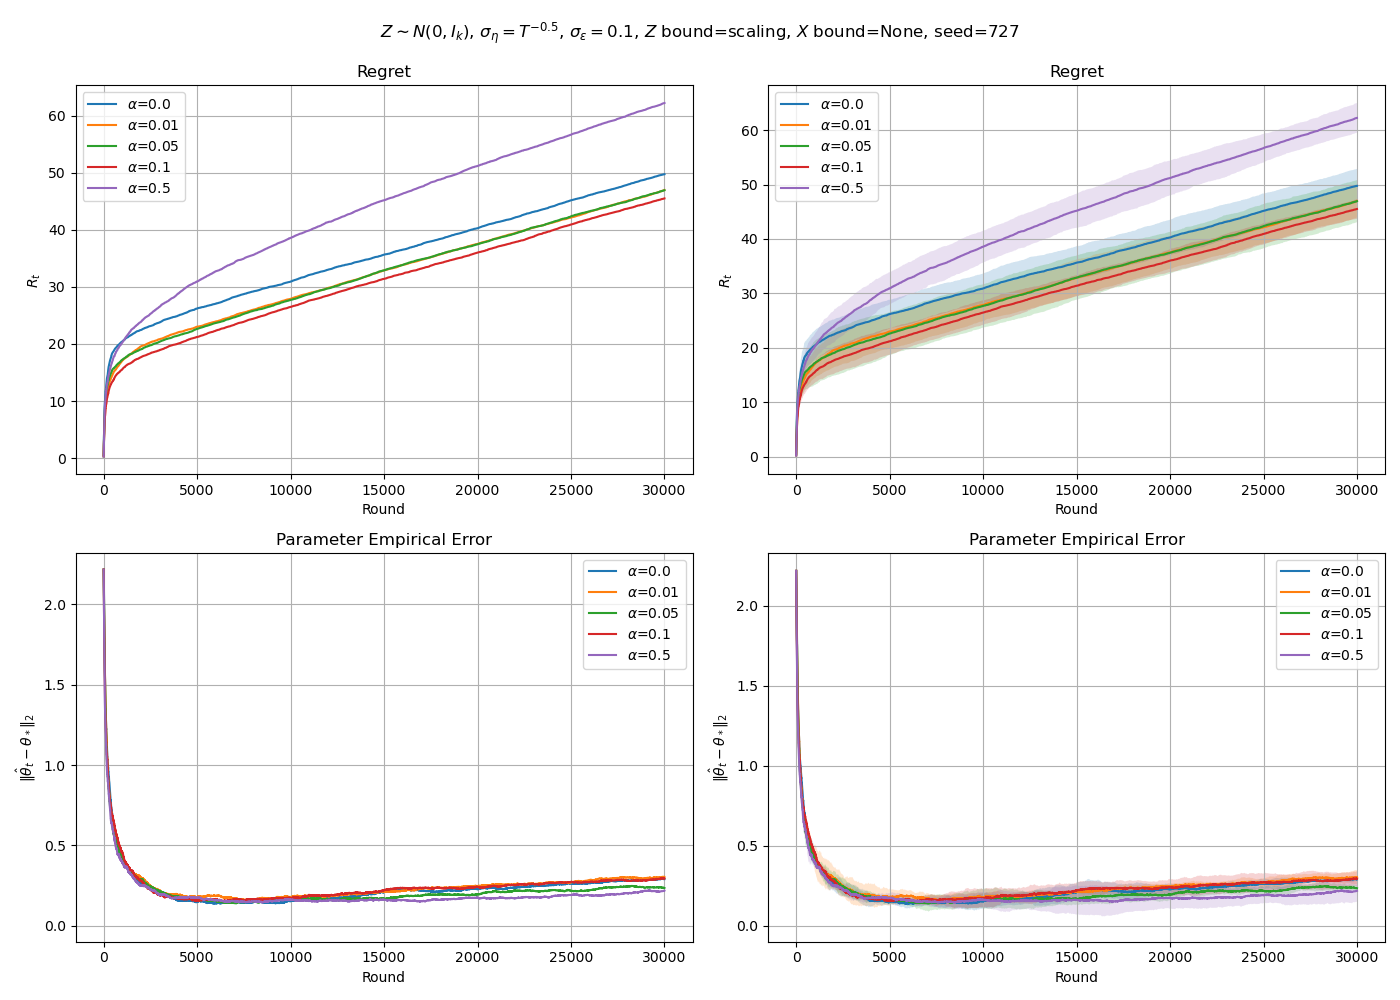 Z ∼ N(0, I_k), σ_η = T^{−0.5}, σ_ε = 0.1, Z bound=scaling, X bound=None, seed=727
Regret
R_t
60
50
40
30
20
10
0
α=0.0
α=0.01
α=0.05
α=0.1
α=0.5
0 5000 10000 15000 20000 25000 30000
Round
Regret
R_t
60
50
40
30
20
10
0
α=0.0
α=0.01
α=0.05
α=0.1
α=0.5
0 5000 10000 15000 20000 25000 30000
Round
Parameter Empirical Error
‖θ̂_t − θ_*‖₂
2.0
1.5
1.0
0.5
0.0
α=0.0
α=0.01
α=0.05
α=0.1
α=0.5
0 5000 10000 15000 20000 25000 30000
Round
Parameter Empirical Error
‖θ̂_t − θ_*‖₂
2.0
1.5
1.0
0.5
0.0
α=0.0
α=0.01
α=0.05
α=0.1
α=0.5
0 5000 10000 15000 20000 25000 30000
Round